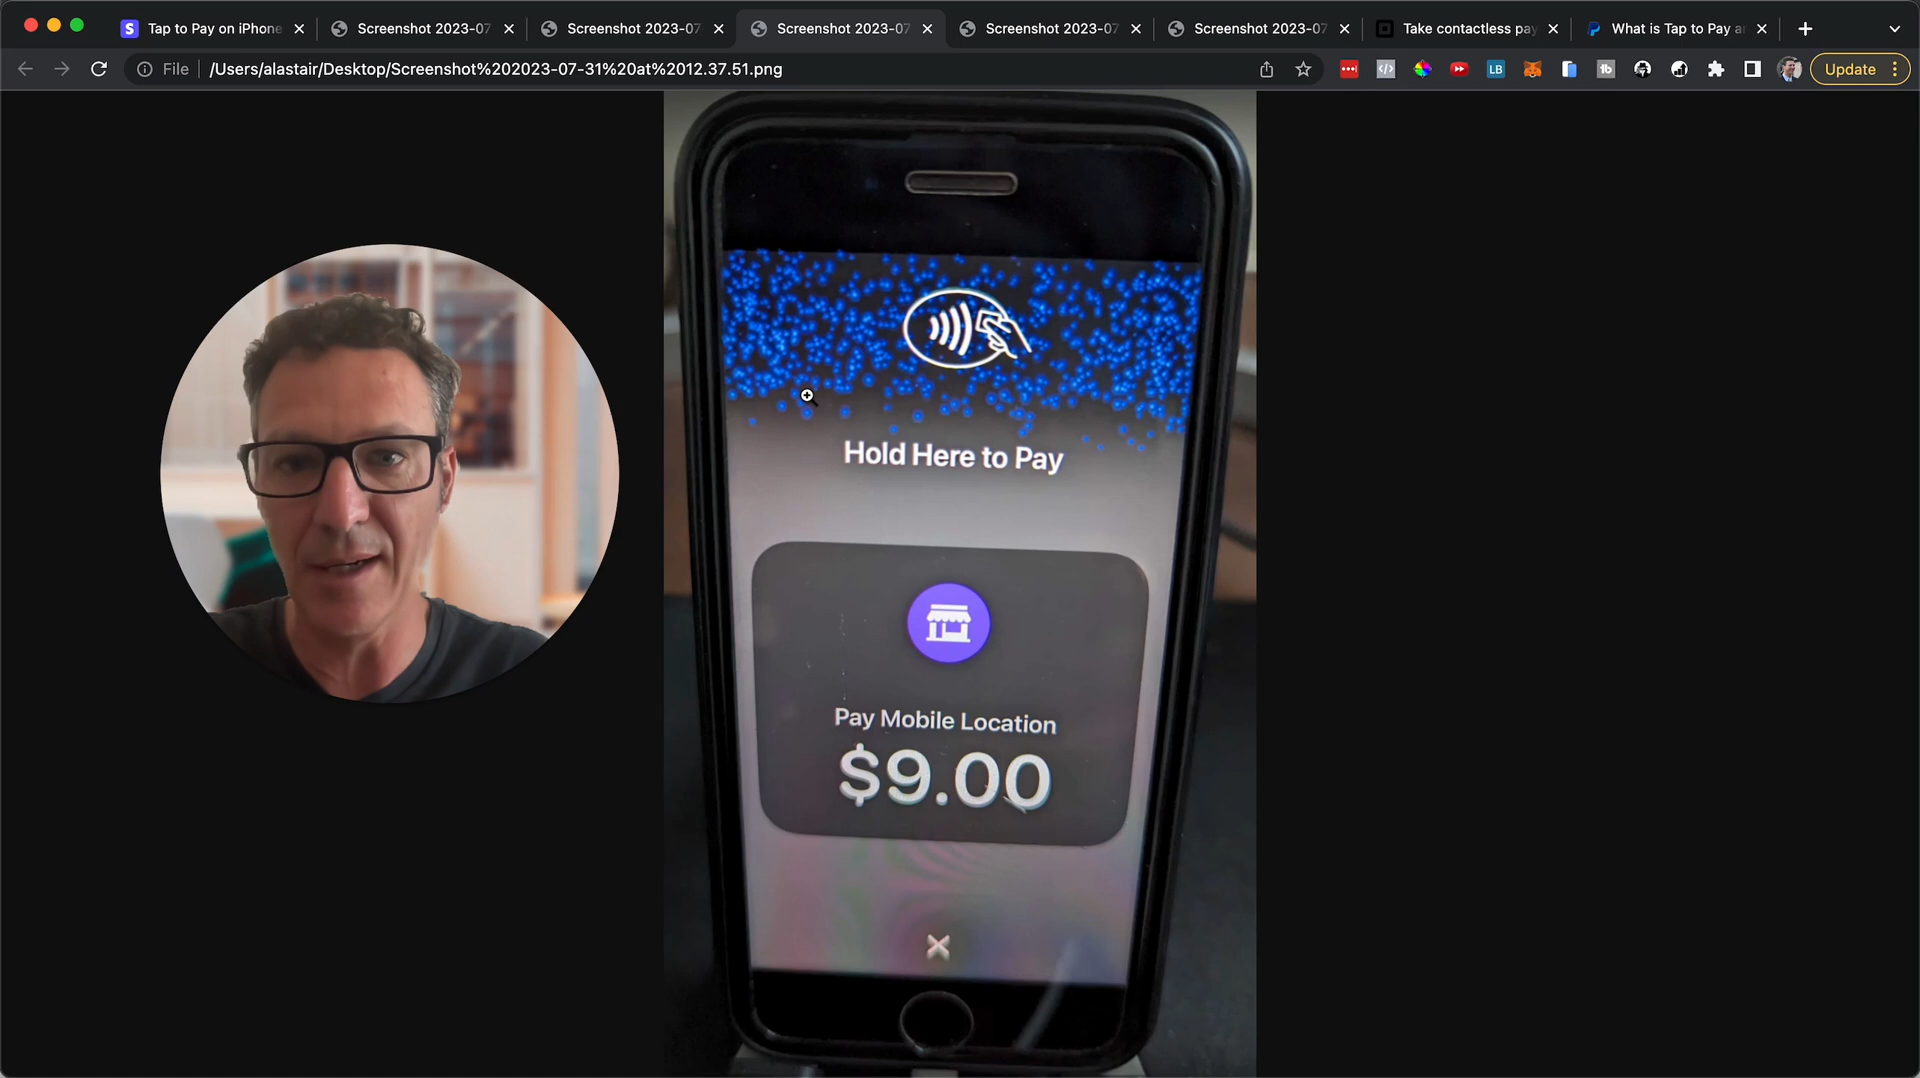 Tap to Pay on iPhone
Screenshot 2023-07
Screenshot 2023-07
Screenshot 2023-07
Screenshot 2023-07
Screenshot 2023-07
Take contactless pay
What is Tap to Pay a
File
/Users/alastair/Desktop/Screenshot%202023-07-31%20at%2012.37.51.png
LB
tb
Update
Hold Here to Pay
Pay Mobile Location
$9.00